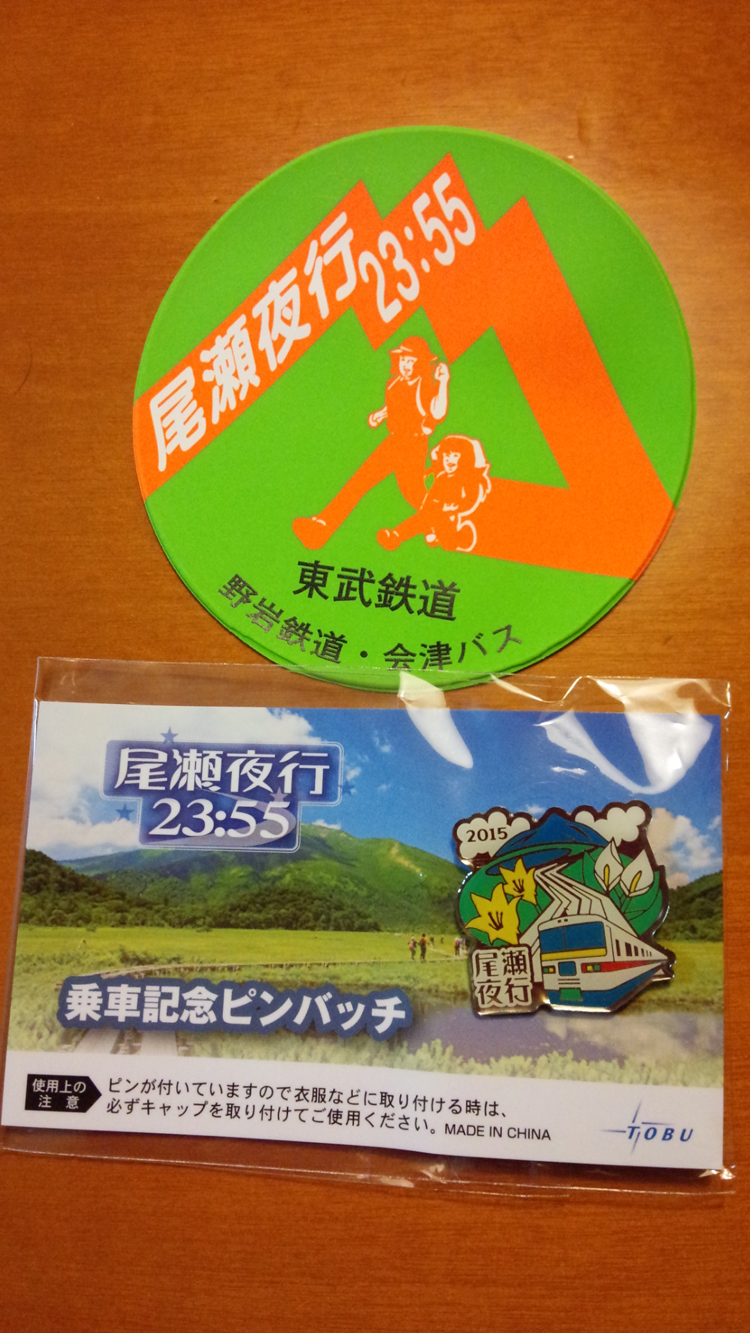 尾瀬夜行23:55
東武鉄道
野岩鉄道・会津バス
尾瀬夜行
23:55
2015
尾瀬
夜行
乗車記念ピンバッチ
使用上の
注意
ピンが付いていますので衣服などに取り付ける時は、
必ずキャップを取り付けてご使用ください。MADE IN CHINA
TOBU